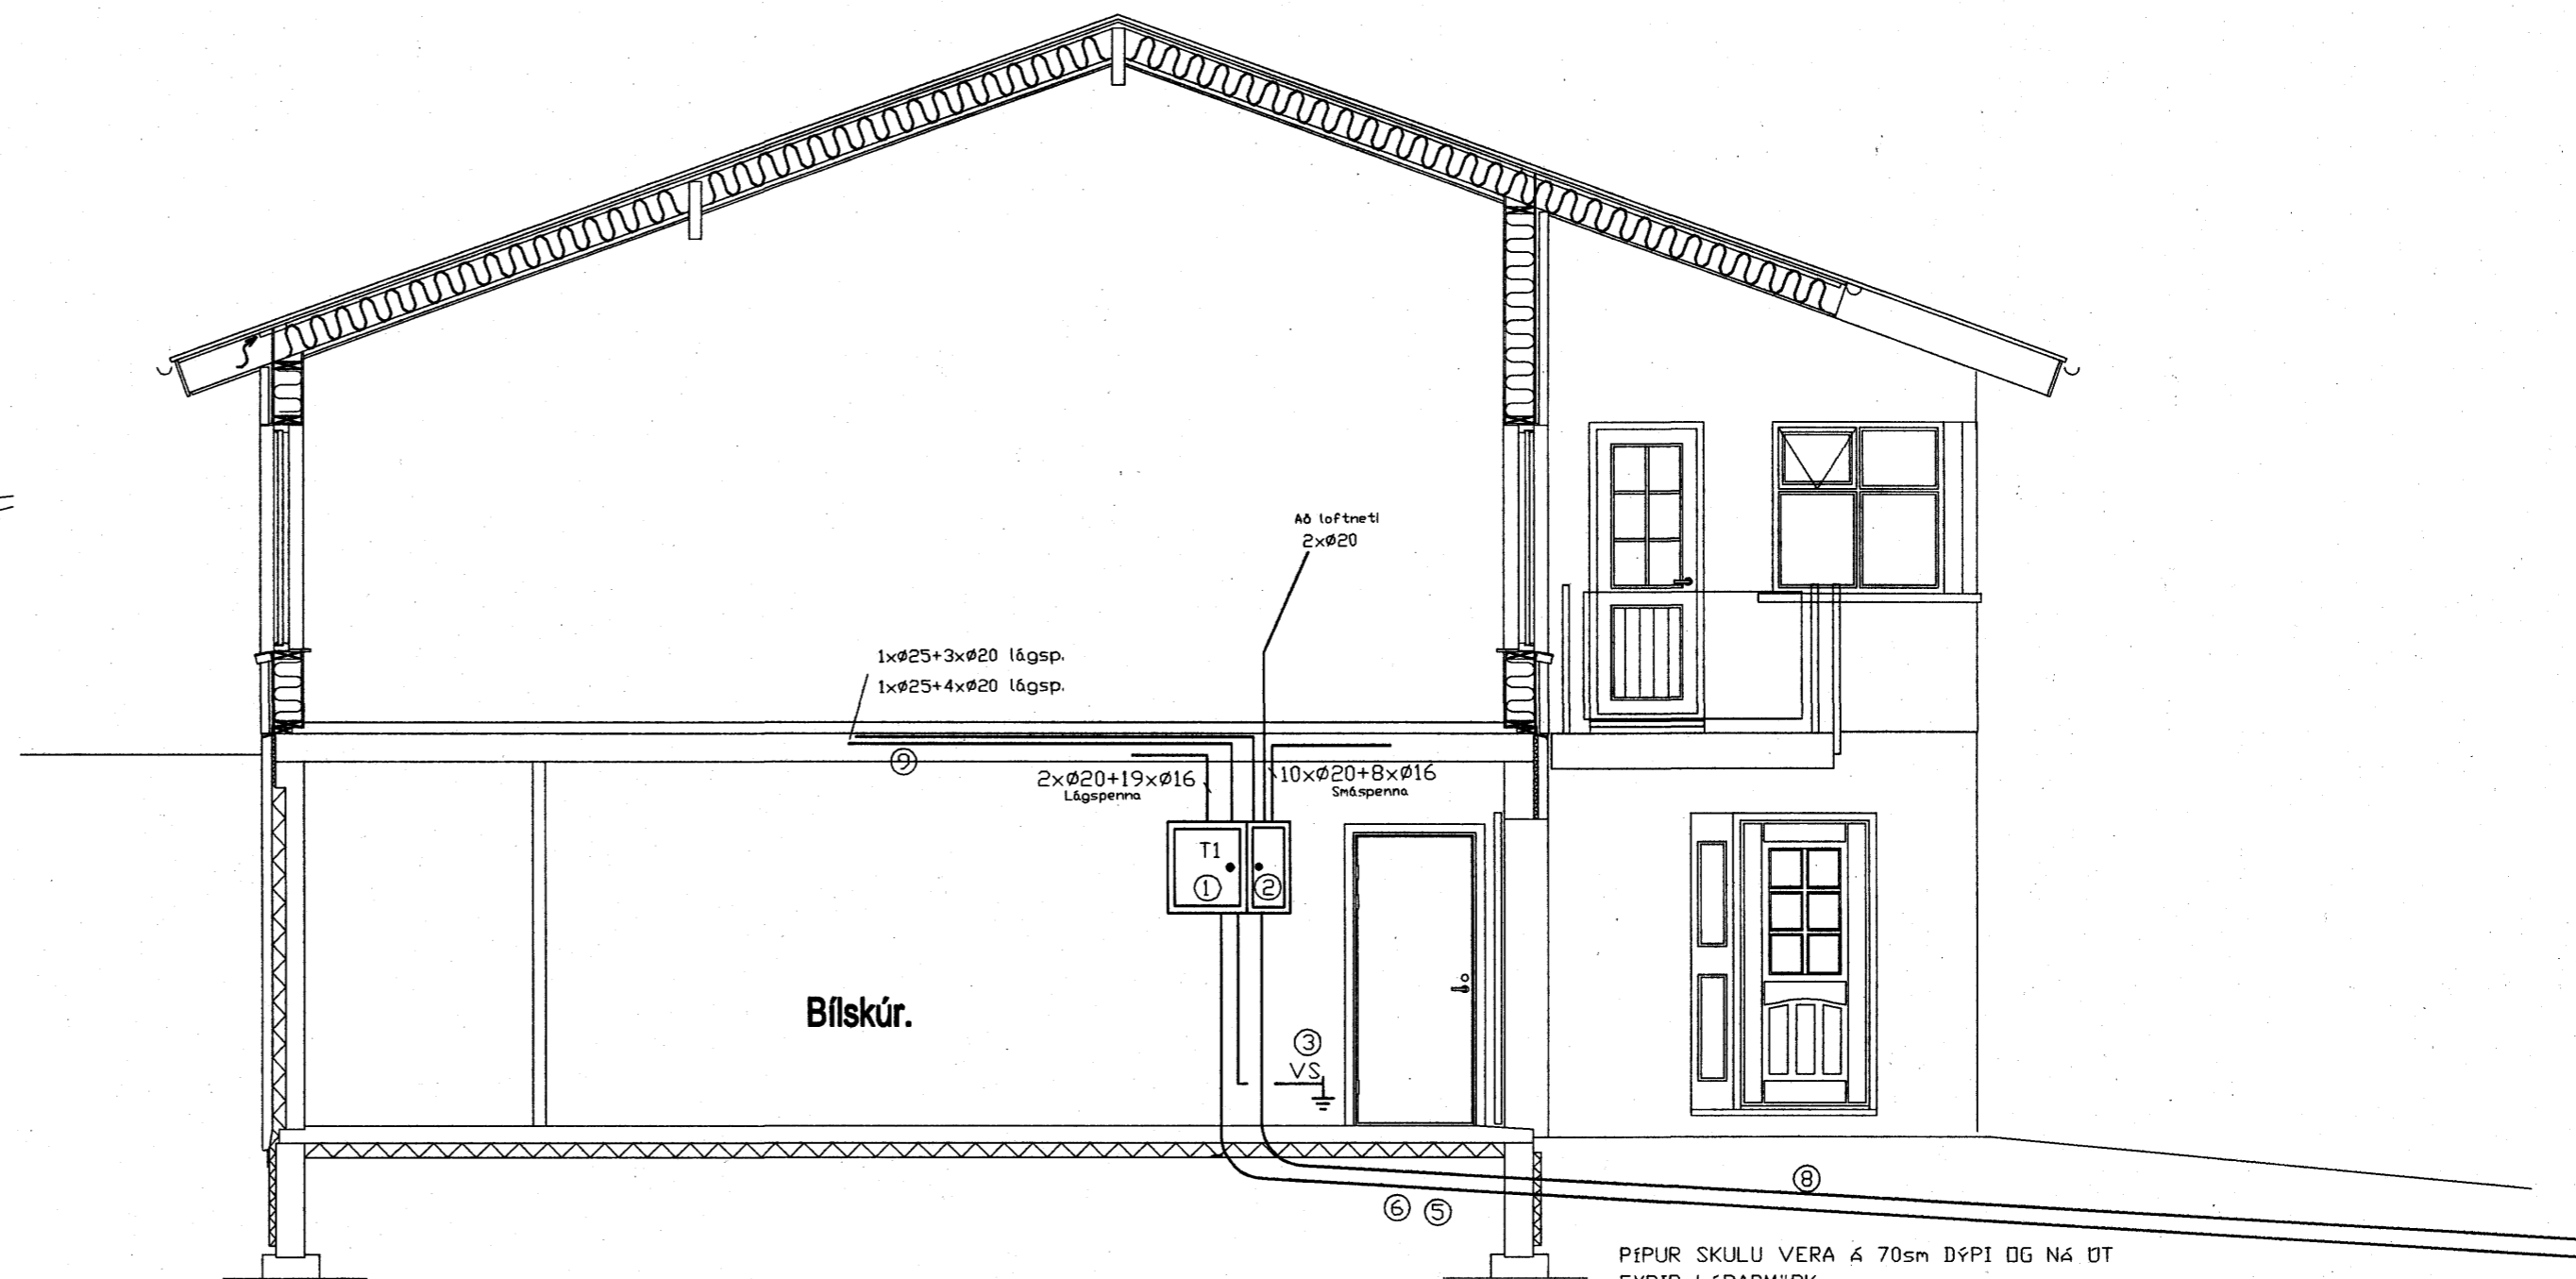 Að loftneti
2xØ20
1xØ25+3xØ20 lágsp.
1xØ25+4xØ20 lágsp.
9
2xØ20+19xØ16
Lágspenna
10xØ20+8xØ16
Smáspenna
T1
1
2
Bílskúr.
3
VS
8
6 5
PÍPUR SKULU VERA Á 70sm DÝPI OG NÁ ÚT